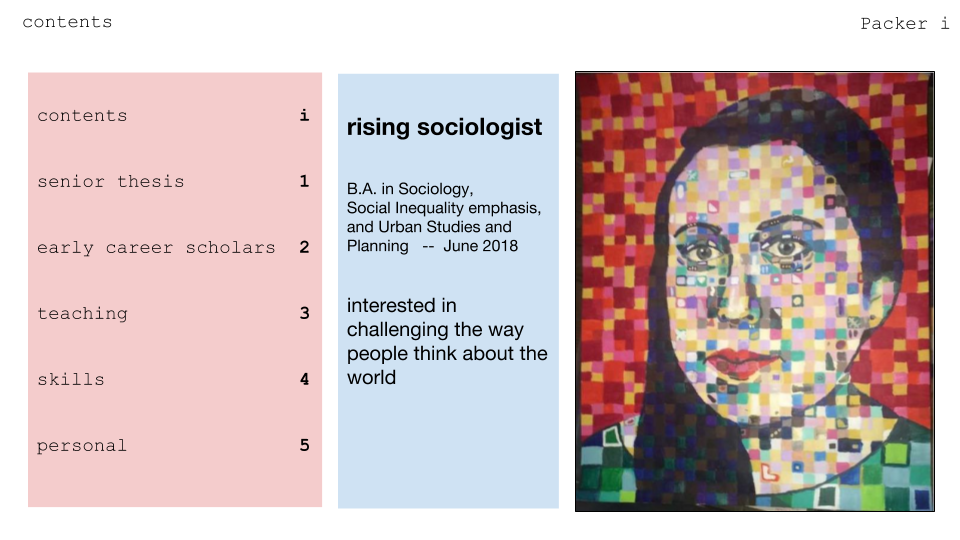 contents
Packer i
contents i
senior thesis 1
early career scholars 2
teaching 3
skills 4
personal 5
rising sociologist
B.A. in Sociology,
Social Inequality emphasis,
and Urban Studies and
Planning -- June 2018
interested in
challenging the way
people think about the
world